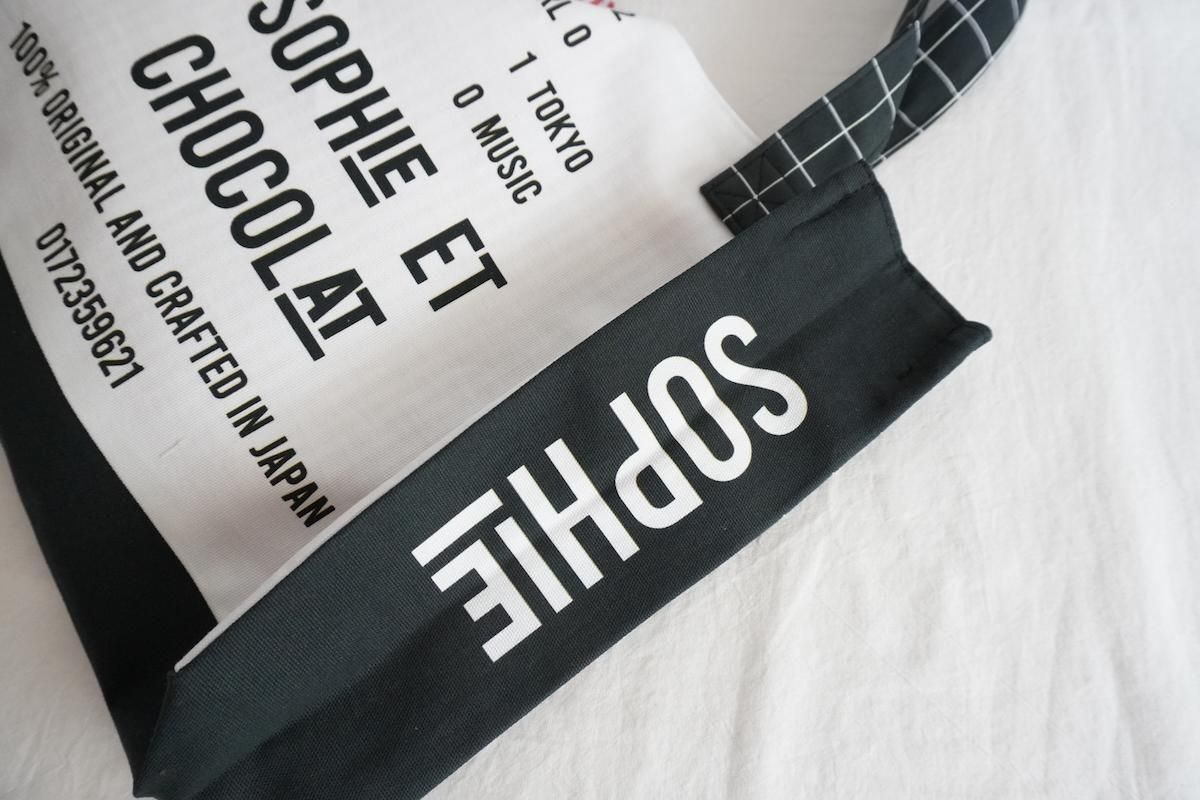 L 0
1 TOKYO
0 MUSIC
SOPHIE ET
CHOCOLAT
100% ORIGINAL AND CRAFTED IN JAPAN
0172359621
SOPHIE